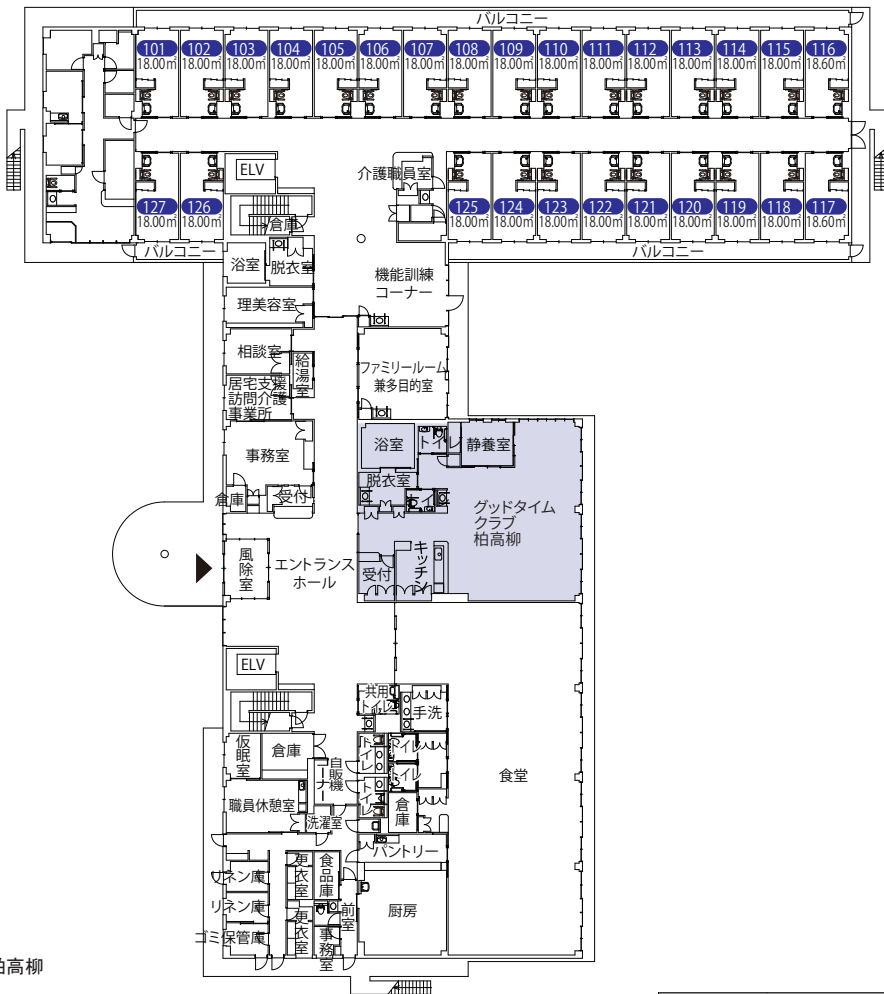 バルコニー
101 102 103 104 105 106 107 108 109 110 111 112 113 114 115 116
18.00㎡ 18.00㎡ 18.00㎡ 18.00㎡ 18.00㎡ 18.00㎡ 18.00㎡ 18.00㎡ 18.00㎡ 18.00㎡ 18.00㎡ 18.00㎡ 18.00㎡ 18.00㎡ 18.00㎡ 18.60㎡
ELV
介護職員室
127 126 125 124 123 122 121 120 119 118 117
18.00㎡ 18.00㎡ 18.00㎡ 18.00㎡ 18.00㎡ 18.00㎡ 18.00㎡ 18.00㎡ 18.00㎡ 18.00㎡ 18.60㎡
倉庫
バルコニー
バルコニー
浴室
脱衣室
機能訓練
コーナー
理美容室
相談室
給湯室
ファミリールーム
兼多目的室
居宅支援
訪問介護
事業所
浴室
トイレ
静養室
事務室
脱衣室
倉庫
受付
トイレ
グッドタイム
クラブ
柏高柳
風除室
エントランス
ホール
受付
キッチン
ELV
共用
トイレ
手洗
仮眠室
倉庫
自販機
コーナー
トイレ
トイレ
トイレ
トイレ
食堂
職員休憩室
洗濯室
倉庫
パントリー
リネン庫
更衣室
食品庫
リネン庫
前室
厨房
ゴミ保管庫
更衣室
事務室
柏高柳